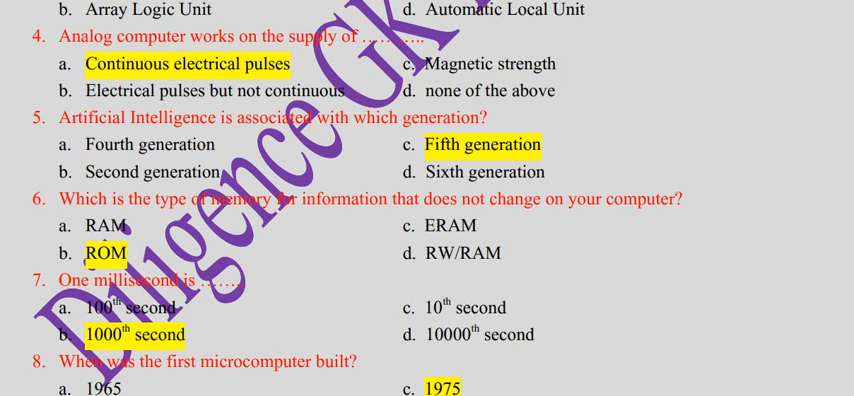 b. Array Logic Unit d. Automatic Local Unit
4. Analog computer works on the supply of ………..
a. Continuous electrical pulses c. Magnetic strength
b. Electrical pulses but not continuous d. none of the above
5. Artificial Intelligence is associated with which generation?
a. Fourth generation c. Fifth generation
b. Second generation d. Sixth generation
6. Which is the type of memory for information that does not change on your computer?
a. RAM c. ERAM
b. ROM d. RW/RAM
7. One millisecond is …….
a. 100th second c. 10th second
b. 1000th second d. 10000th second
8. When was the first microcomputer built?
a. 1965 c. 1975
Diligence GK